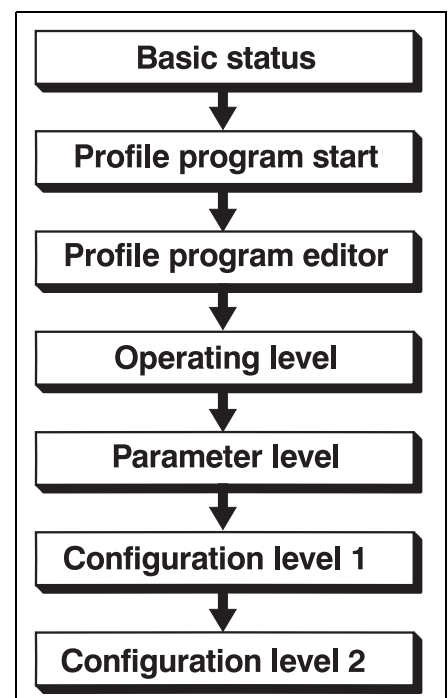 Basic status
Profile program start
Profile program editor
Operating level
Parameter level
Configuration level 1
Configuration level 2